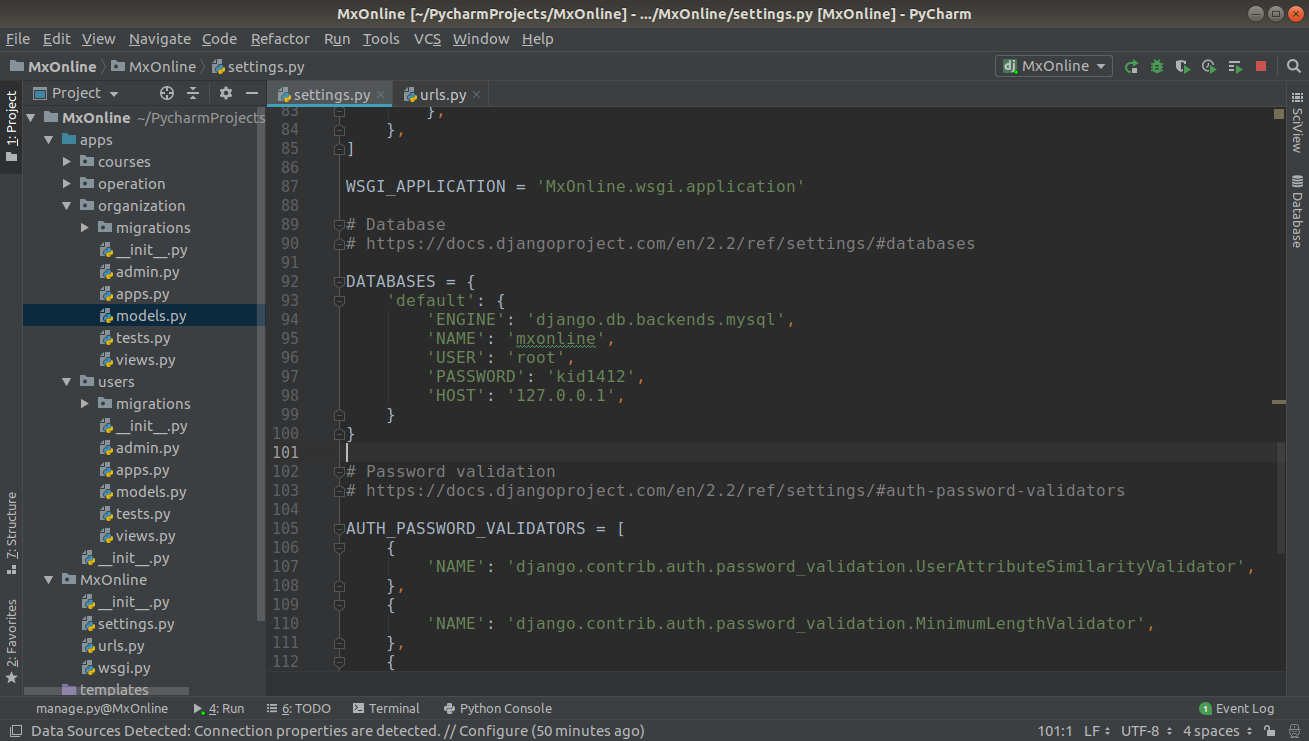 MxOnline [~/PycharmProjects/MxOnline] - .../MxOnline/settings.py [MxOnline] - PyCharm
File Edit View Navigate Code Refactor Run Tools VCS Window Help
MxOnline MxOnline settings.py
dj MxOnline
1: Project
7: Structure
2: Favorites
Project
MxOnline ~/PycharmProjects
apps
courses
operation
organization
migrations
__init__.py
admin.py
apps.py
models.py
tests.py
views.py
users
migrations
__init__.py
admin.py
apps.py
models.py
tests.py
views.py
__init__.py
MxOnline
__init__.py
settings.py
urls.py
wsgi.py
templates
settings.py urls.py
83 },
84 },
85 ]
86
87 WSGI_APPLICATION = 'MxOnline.wsgi.application'
88
89 # Database
90 # https://docs.djangoproject.com/en/2.2/ref/settings/#databases
91
92 DATABASES = {
93 'default': {
94 'ENGINE': 'django.db.backends.mysql',
95 'NAME': 'mxonline',
96 'USER': 'root',
97 'PASSWORD': 'kid1412',
98 'HOST': '127.0.0.1',
99 }
100 }
101
102 # Password validation
103 # https://docs.djangoproject.com/en/2.2/ref/settings/#auth-password-validators
104
105 AUTH_PASSWORD_VALIDATORS = [
106 {
107 'NAME': 'django.contrib.auth.password_validation.UserAttributeSimilarityValidator',
108 },
109 {
110 'NAME': 'django.contrib.auth.password_validation.MinimumLengthValidator',
111 },
112 {
SciView
Database
manage.py@MxOnline 4: Run 6: TODO Terminal Python Console 1 Event Log
Data Sources Detected: Connection properties are detected. // Configure (50 minutes ago) 101:1 LF UTF-8 4 spaces